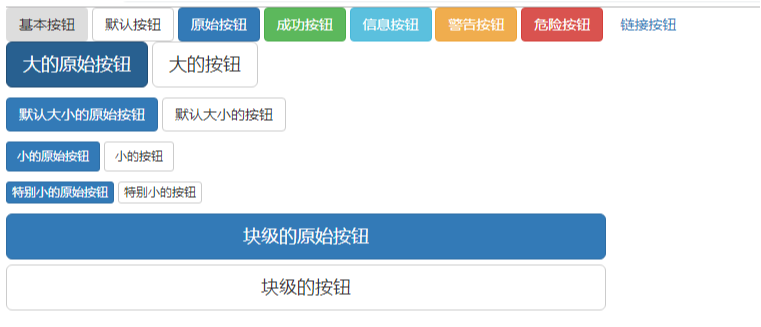 基本按钮 默认按钮 原始按钮 成功按钮 信息按钮 警告按钮 危险按钮 链接按钮
大的原始按钮 大的按钮
默认大小的原始按钮 默认大小的按钮
小的原始按钮 小的按钮
特别小的原始按钮 特别小的按钮
块级的原始按钮
块级的按钮